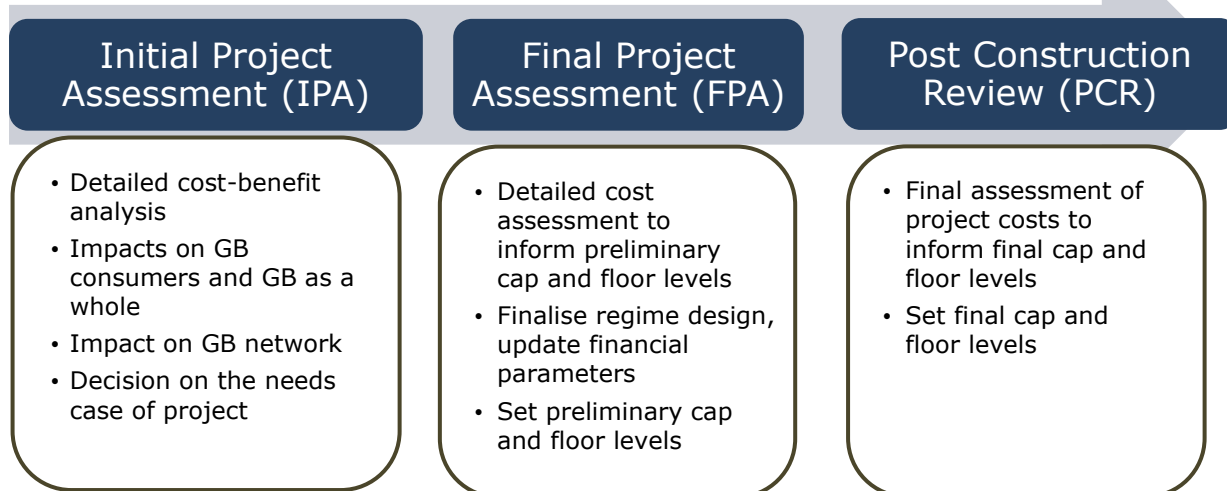 Initial Project
Assessment (IPA)
• Detailed cost-benefit
analysis
• Impacts on GB
consumers and GB as a
whole
• Impact on GB network
• Decision on the needs
case of project
Final Project
Assessment (FPA)
• Detailed cost
assessment to
inform preliminary
cap and floor levels
• Finalise regime design,
update financial
parameters
• Set preliminary cap
and floor levels
Post Construction
Review (PCR)
• Final assessment of
project costs to
inform final cap and
floor levels
• Set final cap and
floor levels